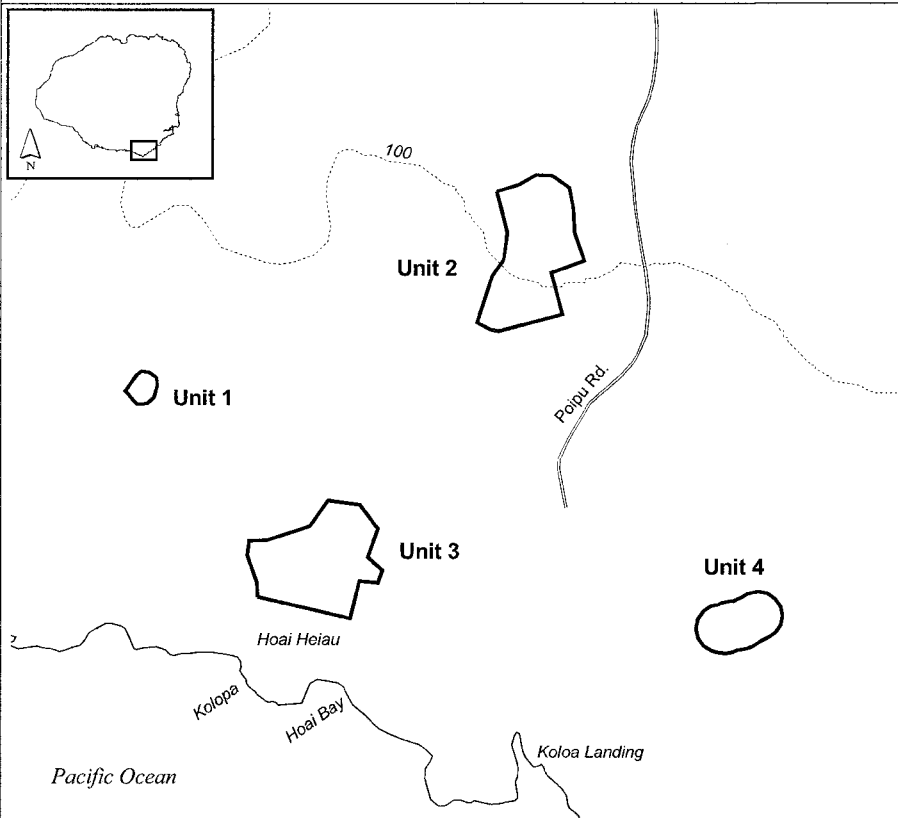 N
100
Unit 2
Poipu Rd.
Unit 1
Unit 3
Unit 4
Hoai Heiau
Kolopa
Hoai Bay
Koloa Landing
Pacific Ocean